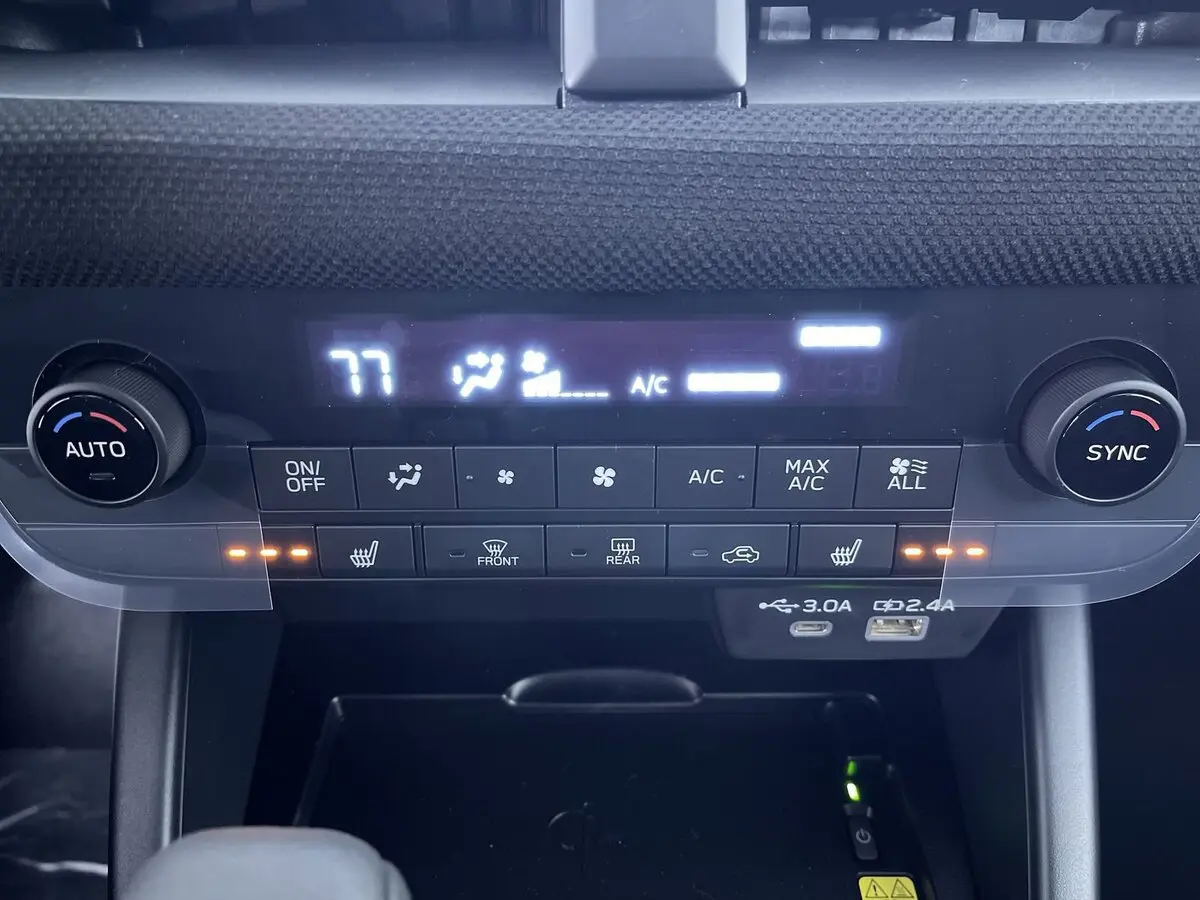 77 A/C
AUTO
SYNC
ON/
OFF
A/C
MAX
A/C
ALL
FRONT
REAR
3.0A
2.4A